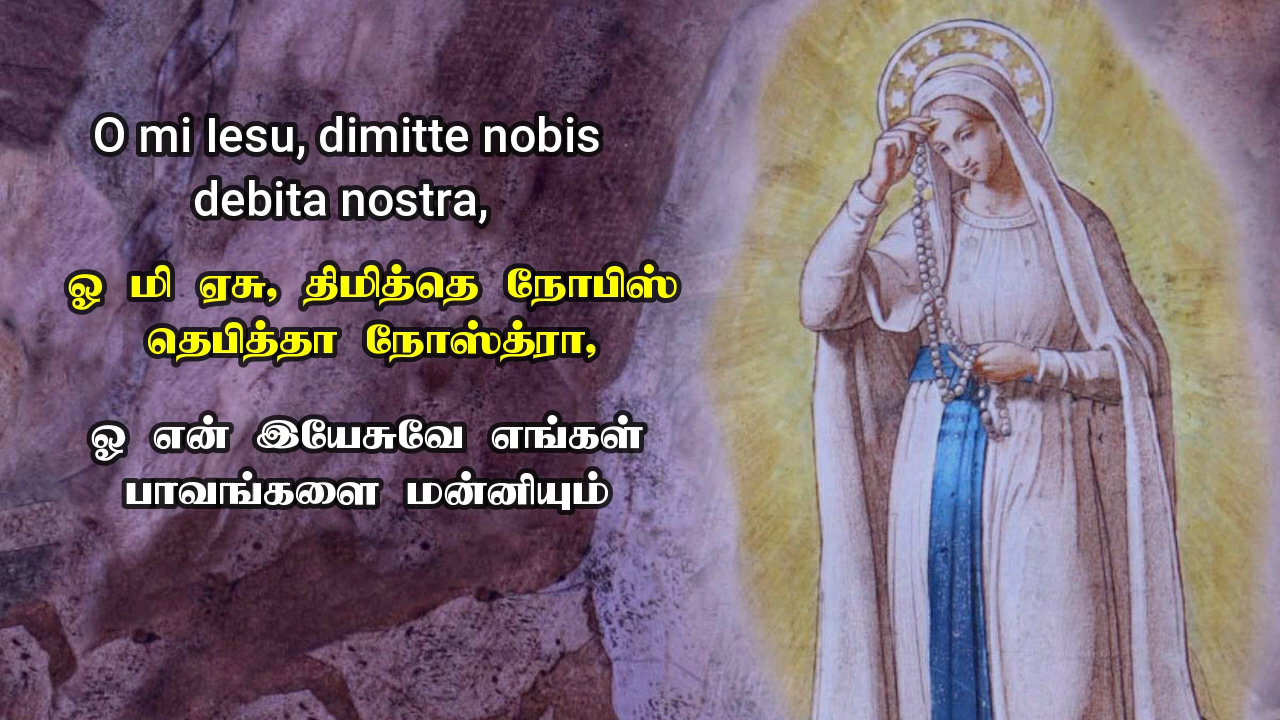 O mi Iesu, dimitte nobis
debita nostra,
ஓ மி ஏசு, திமித்தெ நோபிஸ்
தெபித்தா நோஸ்த்ரா,
ஓ என் இயேசுவே எங்கள்
பாவங்களை மன்னியும்